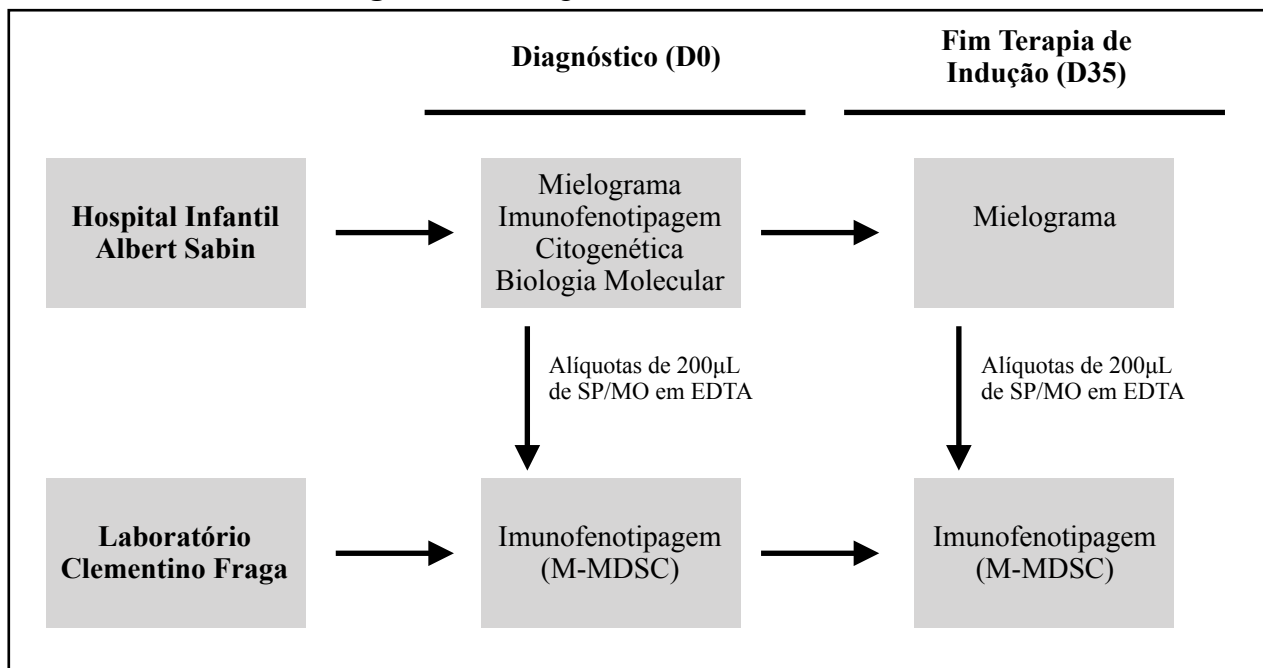 Diagnóstico (D0)
Fim Terapia de
Indução (D35)
Hospital Infantil
Albert Sabin
Mielograma
Imunofenotipagem
Citogenética
Biologia Molecular
Mielograma
Alíquotas de 200μL
de SP/MO em EDTA
Alíquotas de 200μL
de SP/MO em EDTA
Laboratório
Clementino Fraga
Imunofenotipagem
(M-MDSC)
Imunofenotipagem
(M-MDSC)